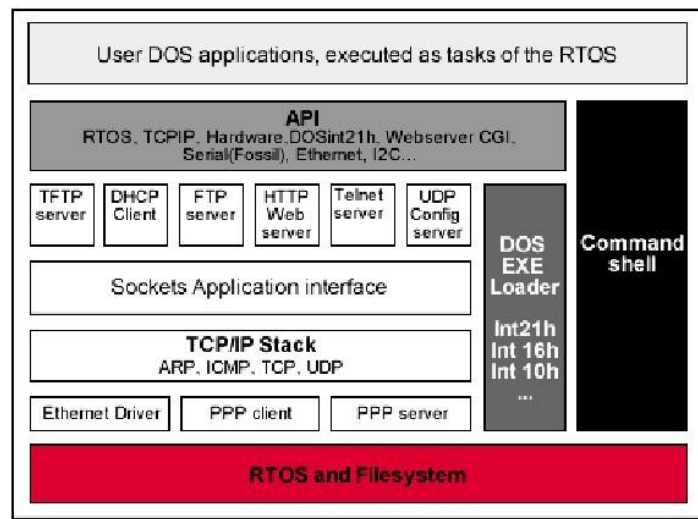 User DOS applications, executed as tasks of the RTOS
API
RTOS, TCPIP, Hardware,DOSint21h, Webserver CGI,
Serial(Fossil), Ethernet, I2C...
TFTP
server
DHCP
Client
FTP
server
HTTP
Web
server
Telnet
server
UDP
Config
server
DOS
EXE
Loader
Int21h
Int 16h
Int 10h
...
Command
shell
Sockets Application interface
TCP/IP Stack
ARP, ICMP, TCP, UDP
Ethernet Driver
PPP client
PPP server
RTOS and Filesystem